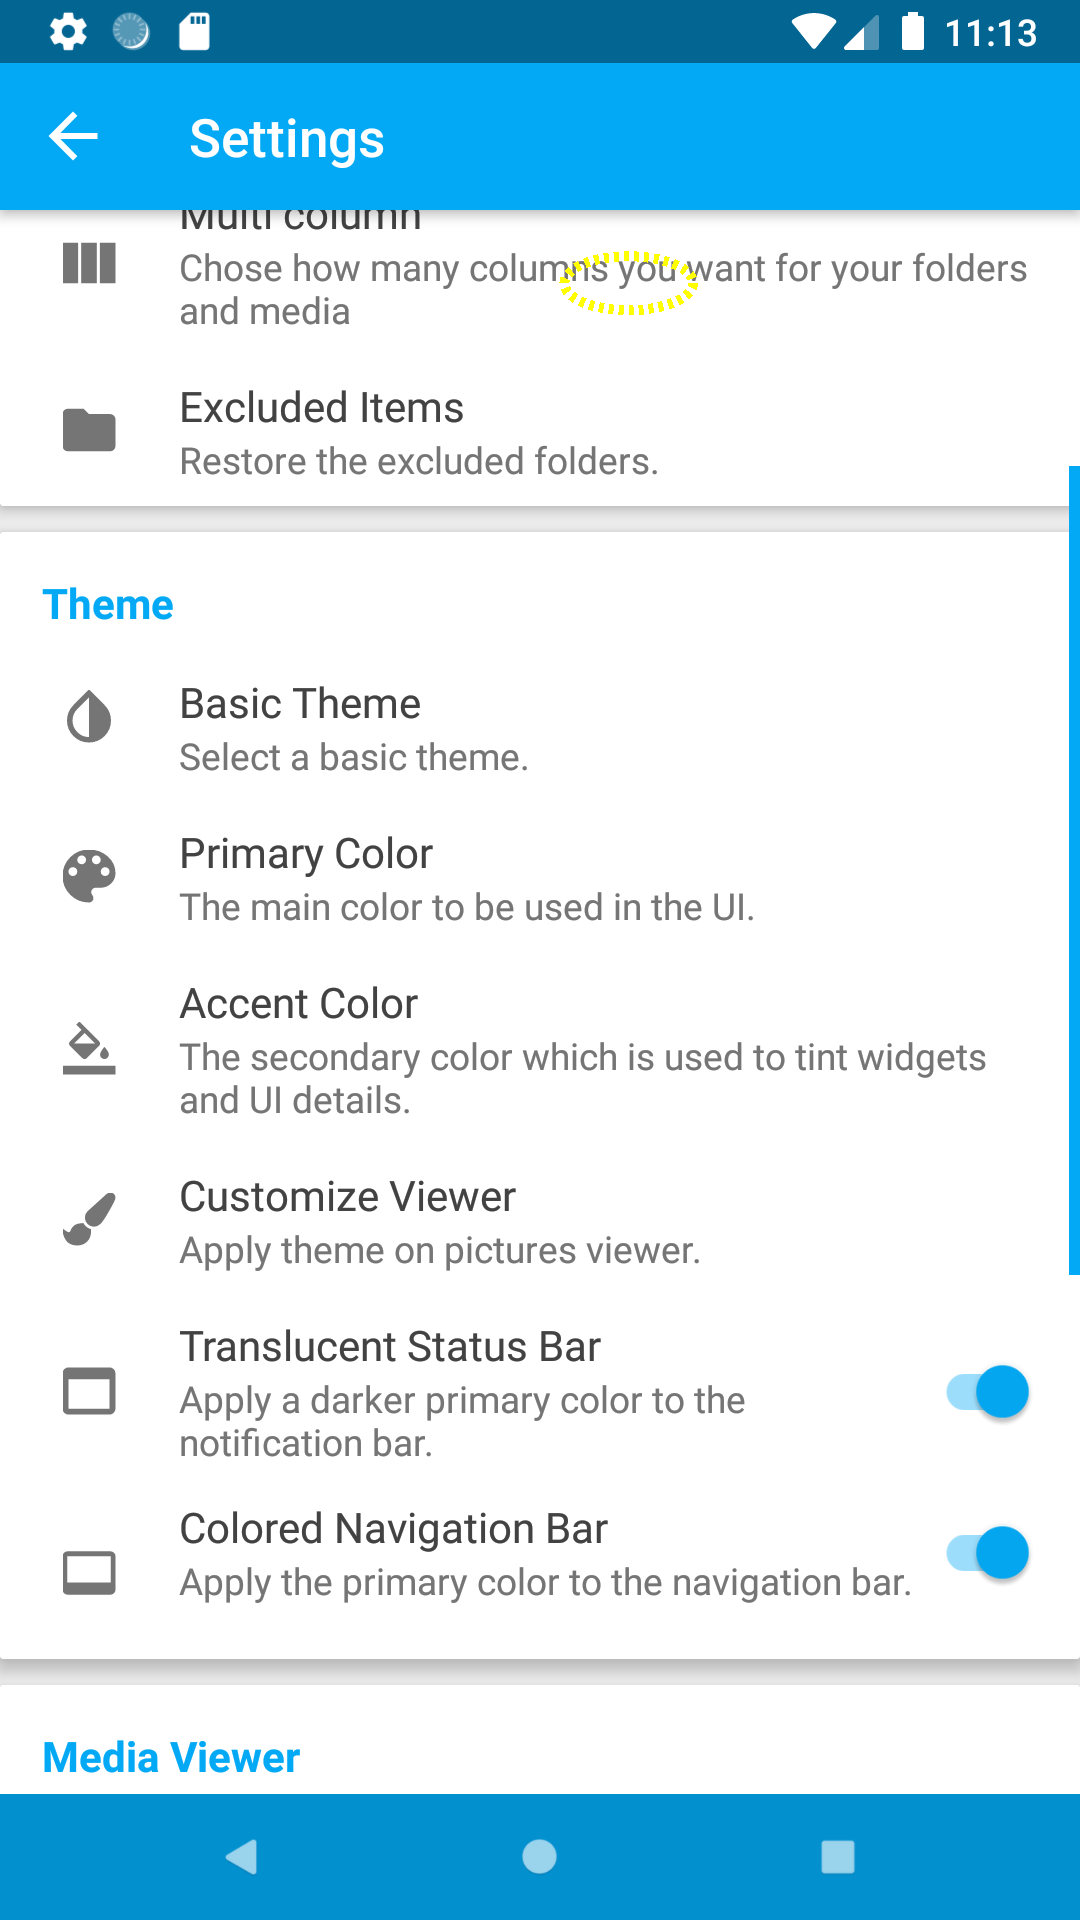 11:13
Settings
Multi column
Chose how many columns you want for your folders
and media
Excluded Items
Restore the excluded folders.
Theme
Basic Theme
Select a basic theme.
Primary Color
The main color to be used in the UI.
Accent Color
The secondary color which is used to tint widgets
and UI details.
Customize Viewer
Apply theme on pictures viewer.
Translucent Status Bar
Apply a darker primary color to the
notification bar.
Colored Navigation Bar
Apply the primary color to the navigation bar.
Media Viewer